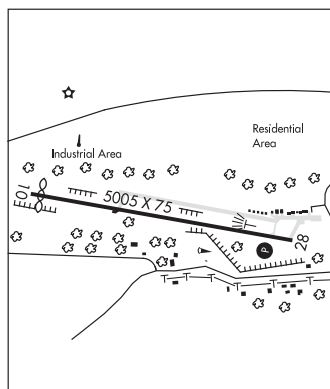 Residential
Area
Industrial Area
10
5005 X 75
28
P